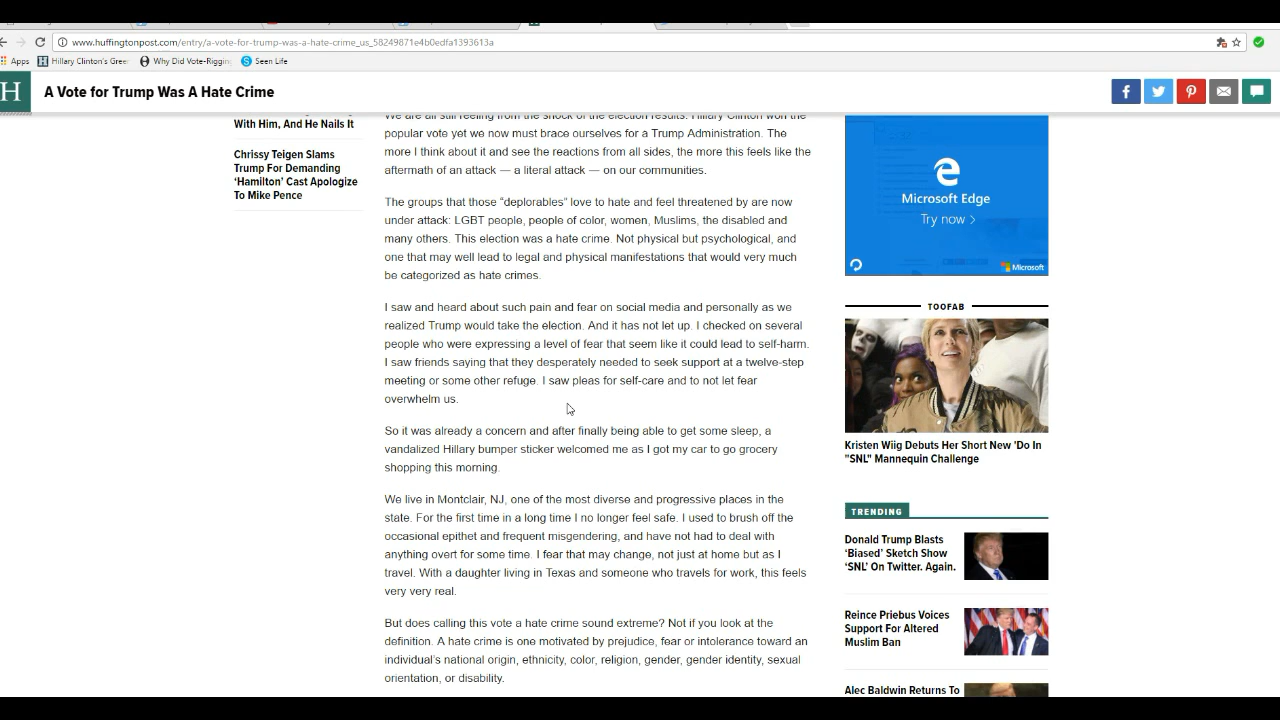 www.huffingtonpost.com/entry/a-vote-for-trump-was-a-hate-crime_us_58249871e4b0edfa1393613a
Apps
Hillary Clinton's Gree
Why Did Vote-Rigging
Seen Life
H
A Vote for Trump Was A Hate Crime
With Him, And He Nails It
Chrissy Teigen Slams
Trump For Demanding
‘Hamilton’ Cast Apologize
To Mike Pence
We are all still reeling from the shock of the election results. Hillary Clinton won the
popular vote yet we now must brace ourselves for a Trump Administration. The
more I think about it and see the reactions from all sides, the more this feels like the
aftermath of an attack — a literal attack — on our communities.
The groups that those “deplorables” love to hate and feel threatened by are now
under attack: LGBT people, people of color, women, Muslims, the disabled and
many others. This election was a hate crime. Not physical but psychological, and
one that may well lead to legal and physical manifestations that would very much
be categorized as hate crimes.
I saw and heard about such pain and fear on social media and personally as we
realized Trump would take the election. And it has not let up. I checked on several
people who were expressing a level of fear that seem like it could lead to self-harm.
I saw friends saying that they desperately needed to seek support at a twelve-step
meeting or some other refuge. I saw pleas for self-care and to not let fear
overwhelm us.
So it was already a concern and after finally being able to get some sleep, a
vandalized Hillary bumper sticker welcomed me as I got my car to go grocery
shopping this morning.
We live in Montclair, NJ, one of the most diverse and progressive places in the
state. For the first time in a long time I no longer feel safe. I used to brush off the
occasional epithet and frequent misgendering, and have not had to deal with
anything overt for some time. I fear that may change, not just at home but as I
travel. With a daughter living in Texas and someone who travels for work, this feels
very very real.
But does calling this vote a hate crime sound extreme? Not if you look at the
definition. A hate crime is one motivated by prejudice, fear or intolerance toward an
individual's national origin, ethnicity, color, religion, gender, gender identity, sexual
orientation, or disability.
Microsoft Edge
Try now >
Microsoft
TOOFAB
Kristen Wiig Debuts Her Short New 'Do In
"SNL" Mannequin Challenge
TRENDING
Donald Trump Blasts
‘Biased’ Sketch Show
‘SNL’ On Twitter. Again.
Reince Priebus Voices
Support For Altered
Muslim Ban
Alec Baldwin Returns To